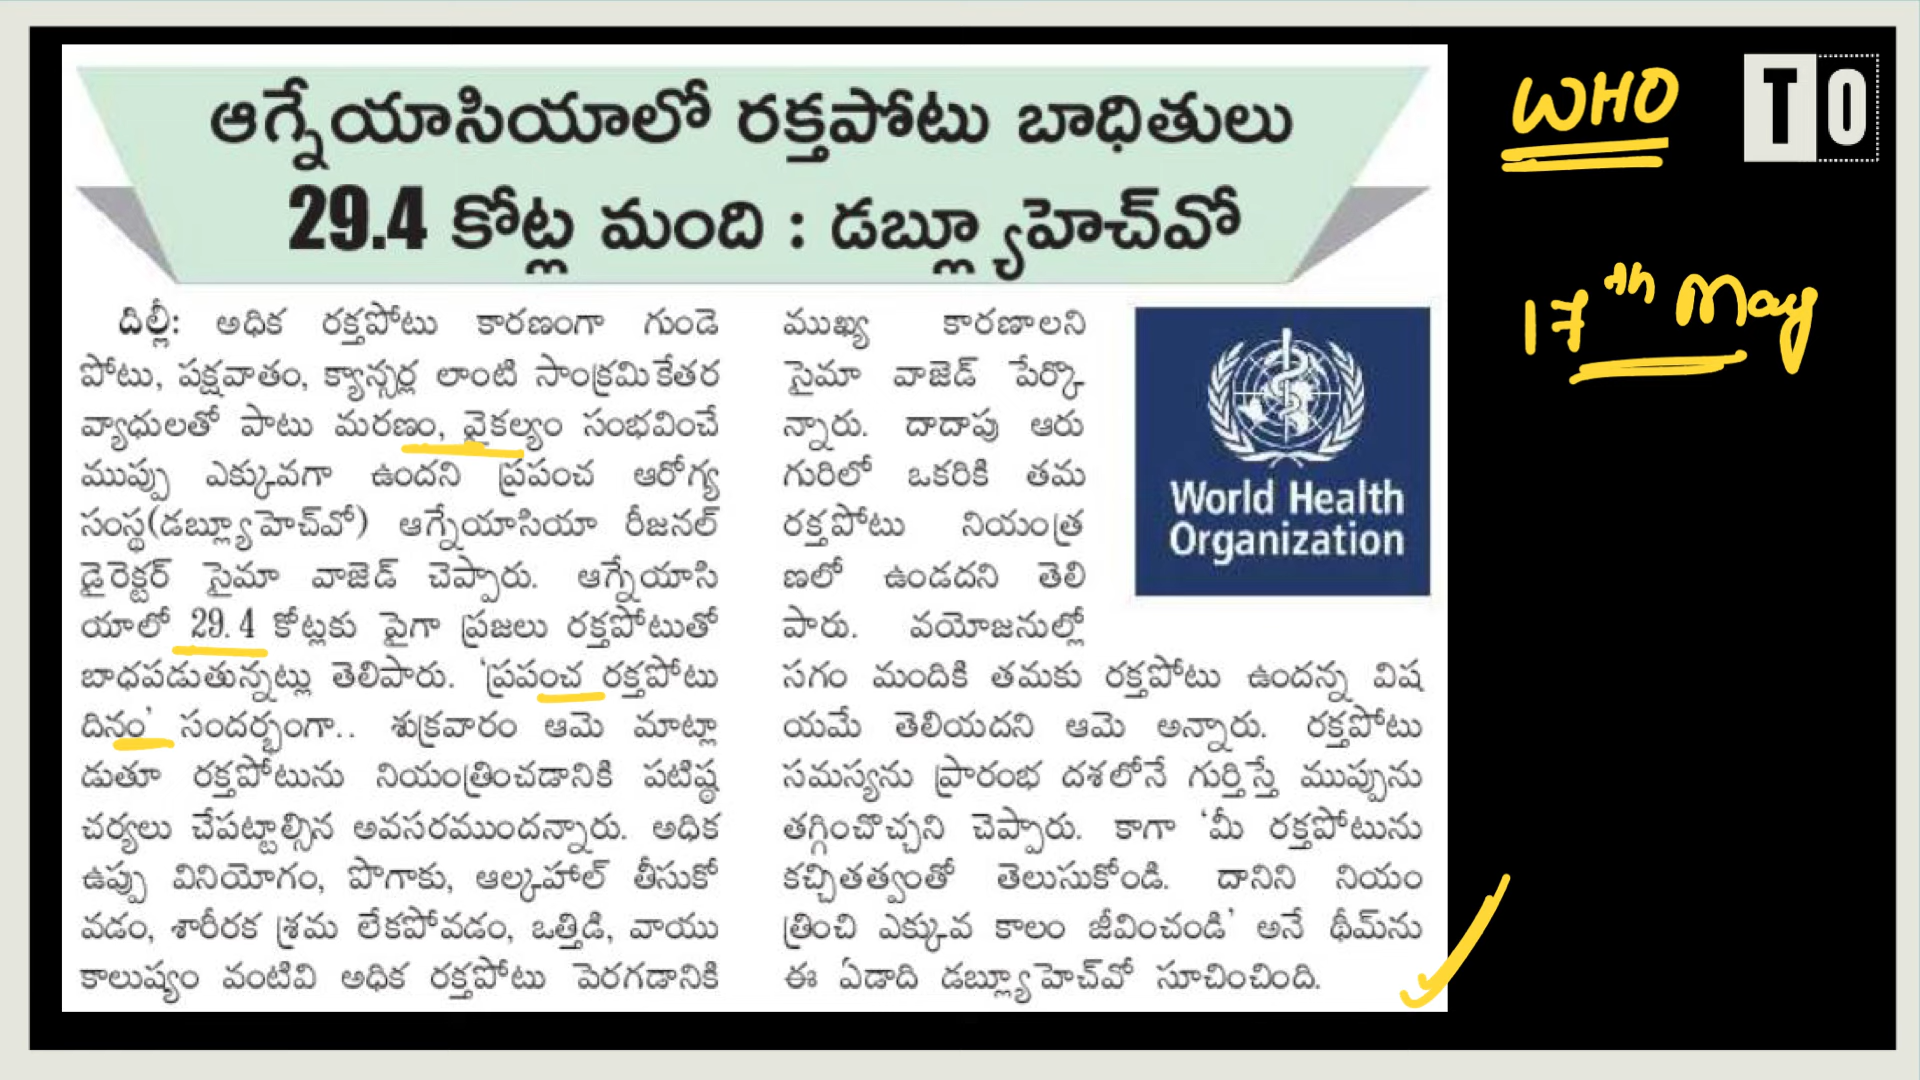 ఆగ్నేయాసియాలో రక్తపోటు బాధితులు
29.4 కోట్ల మంది : డబ్ల్యూహెచ్‌వో
దిల్లీ: అధిక రక్తపోటు కారణంగా గుండె
పోటు, పక్షవాతం, క్యాన్సర్ల లాంటి సాంక్రమికేతర
వ్యాధులతో పాటు మరణం, వైకల్యం సంభవించే
ముప్పు ఎక్కువగా ఉందని ప్రపంచ ఆరోగ్య
సంస్థ(డబ్ల్యూహెచ్‌వో) ఆగ్నేయాసియా రీజనల్
డైరెక్టర్ సైమా వాజెడ్ చెప్పారు. ఆగ్నేయాసి
యాలో 29.4 కోట్లకు పైగా ప్రజలు రక్తపోటుతో
బాధపడుతున్నట్లు తెలిపారు. 'ప్రపంచ రక్తపోటు
దినం' సందర్భంగా.. శుక్రవారం ఆమె మాట్లా
డుతూ రక్తపోటును నియంత్రించడానికి పటిష్ఠ
చర్యలు చేపట్టాల్సిన అవసరముందన్నారు. అధిక
ఉప్పు వినియోగం, పొగాకు, ఆల్కహాల్ తీసుకో
వడం, శారీరక శ్రమ లేకపోవడం, ఒత్తిడి, వాయు
కాలుష్యం వంటివి అధిక రక్తపోటు పెరగడానికి
ముఖ్య కారణాలని
సైమా వాజెడ్ పేర్కొ
న్నారు. దాదాపు ఆరు
గురిలో ఒకరికి తమ
రక్తపోటు నియంత్ర
ణలో ఉండదని తెలి
పారు. వయోజనుల్లో
సగం మందికి తమకు రక్తపోటు ఉందన్న విష
యమే తెలియదని ఆమె అన్నారు. రక్తపోటు
సమస్యను ప్రారంభ దశలోనే గుర్తిస్తే ముప్పును
తగ్గించొచ్చని చెప్పారు. కాగా 'మీ రక్తపోటును
కచ్చితత్వంతో తెలుసుకోండి. దానిని నియం
త్రించి ఎక్కువ కాలం జీవించండి' అనే థీమ్‌ను
ఈ ఏడాది డబ్ల్యూహెచ్‌వో సూచించింది.
World Health
Organization
WHO
TO
17th May